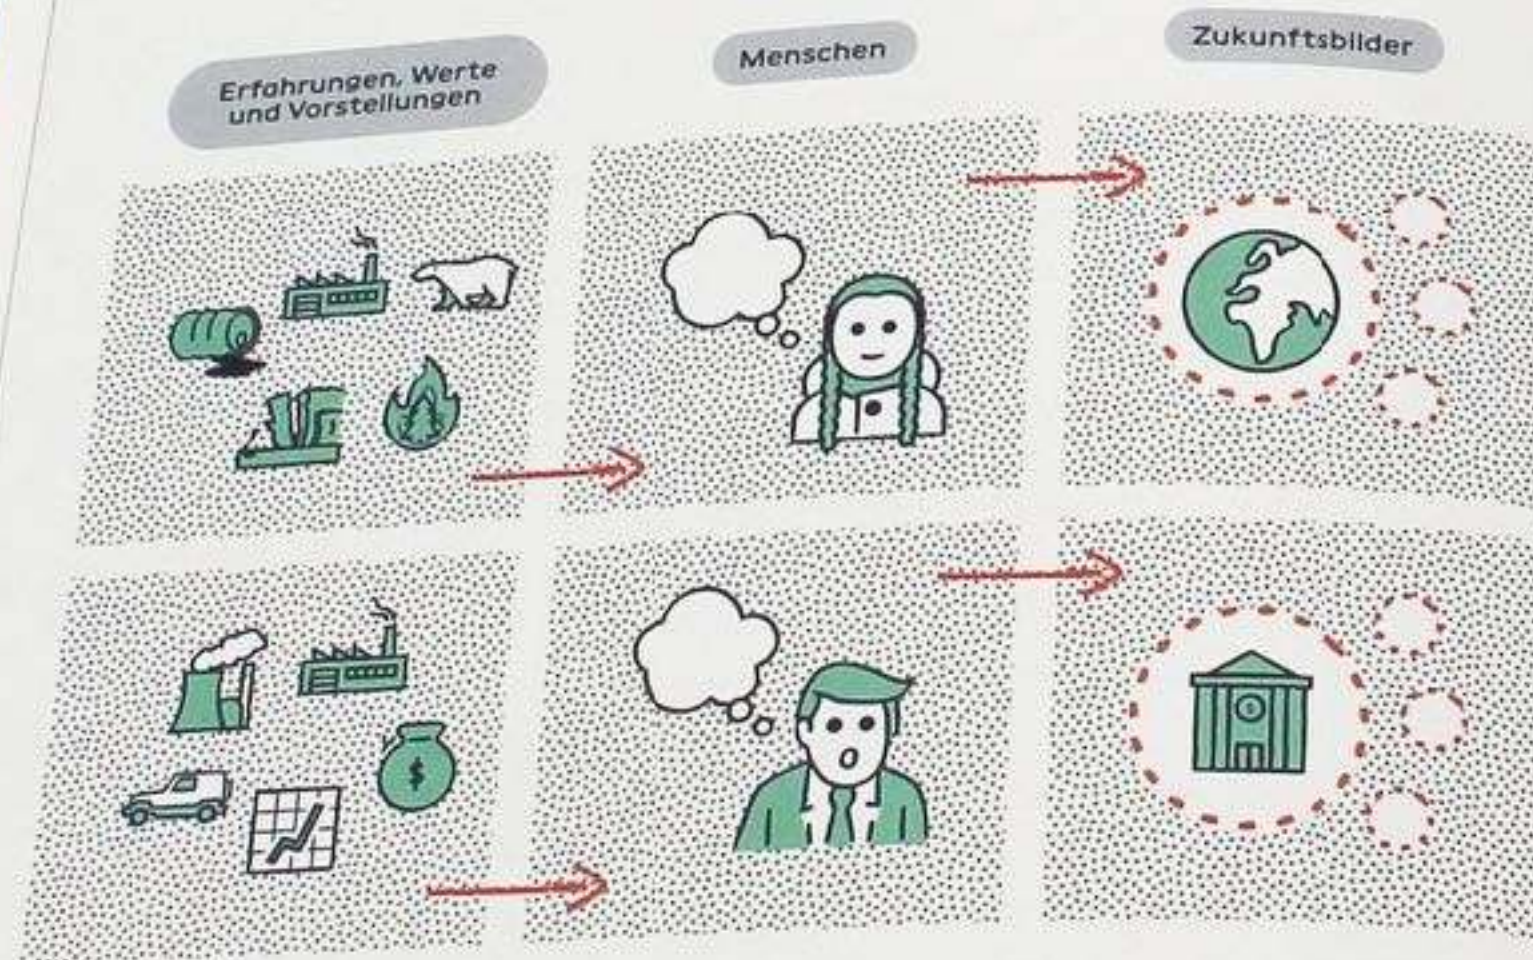 Erfahrungen, Werte
und Vorstellungen
Menschen
Zukunftsbilder
$